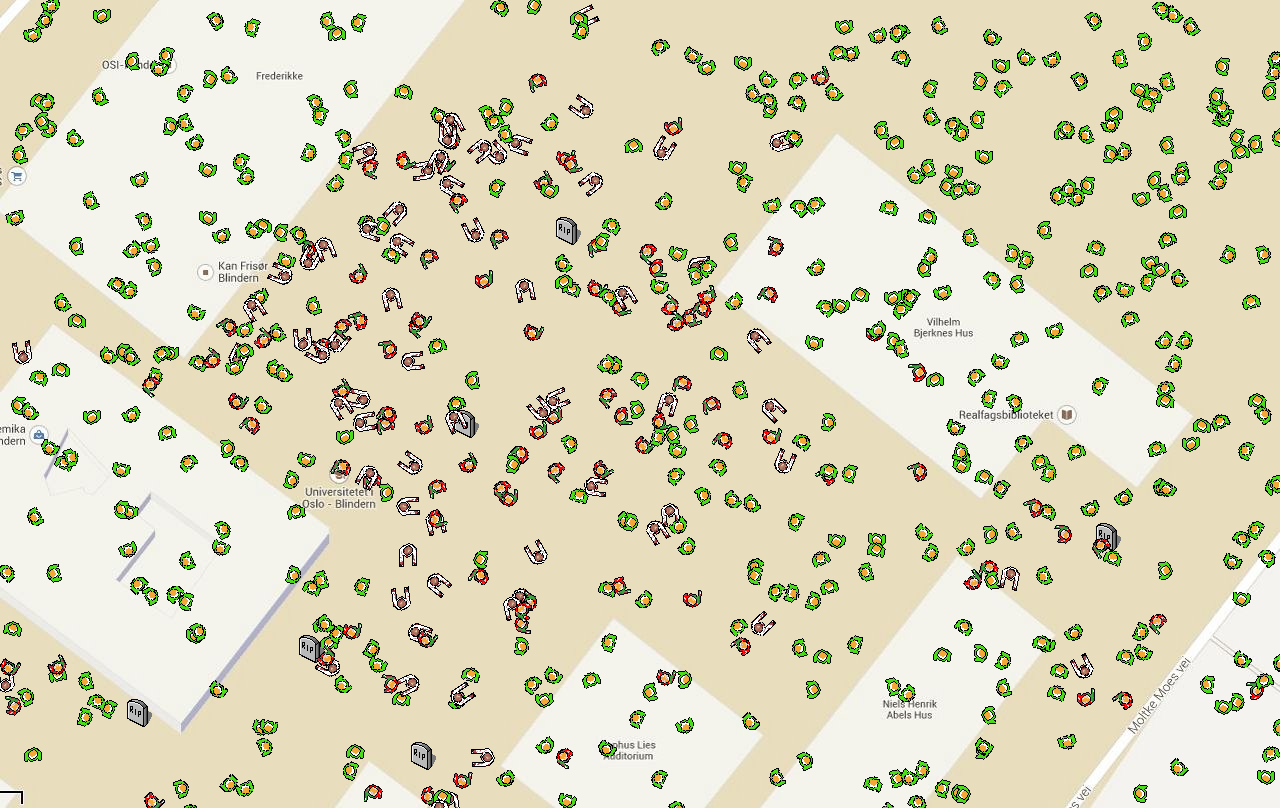 Frederikke
Kan Frisør
Blindern
Vilhelm
Bjerknes Hus
Realfagsbiblioteket
Universitetet i
Oslo - Blindern
Niels Henrik
Abels Hus
Auditorium
Moltke Moes vei
Rip
Rip
Rip
Rip
Rip
Rip